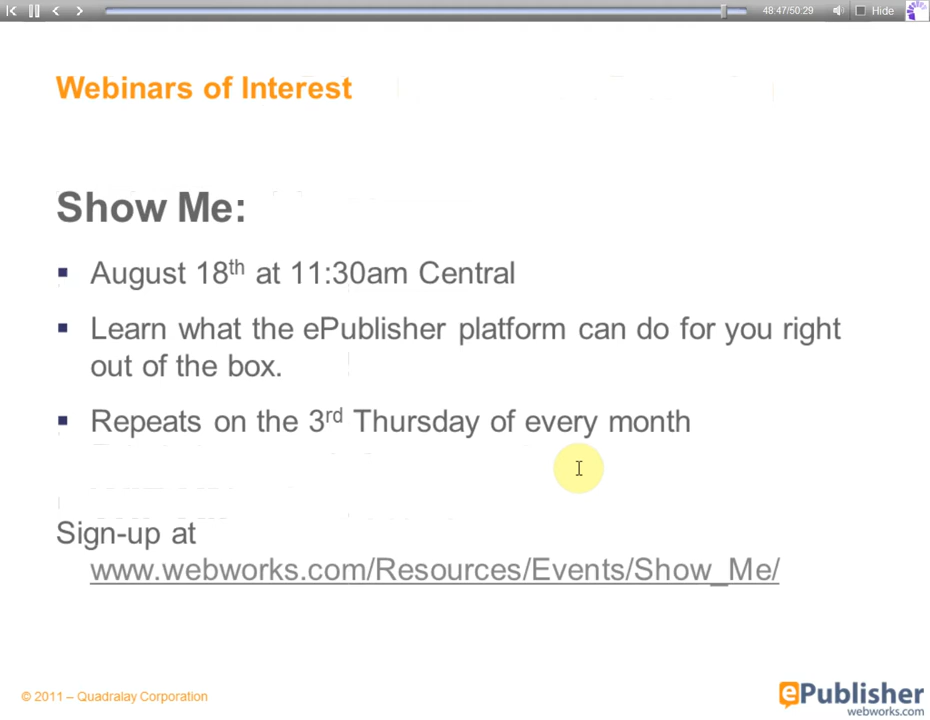 48:47/50:29 Hide
Webinars of Interest
Show Me:
▪ August 18th at 11:30am Central
▪ Learn what the ePublisher platform can do for you right
out of the box.
▪ Repeats on the 3rd Thursday of every month
Sign-up at
www.webworks.com/Resources/Events/Show_Me/
© 2011 – Quadralay Corporation
ePublisher
webworks.com